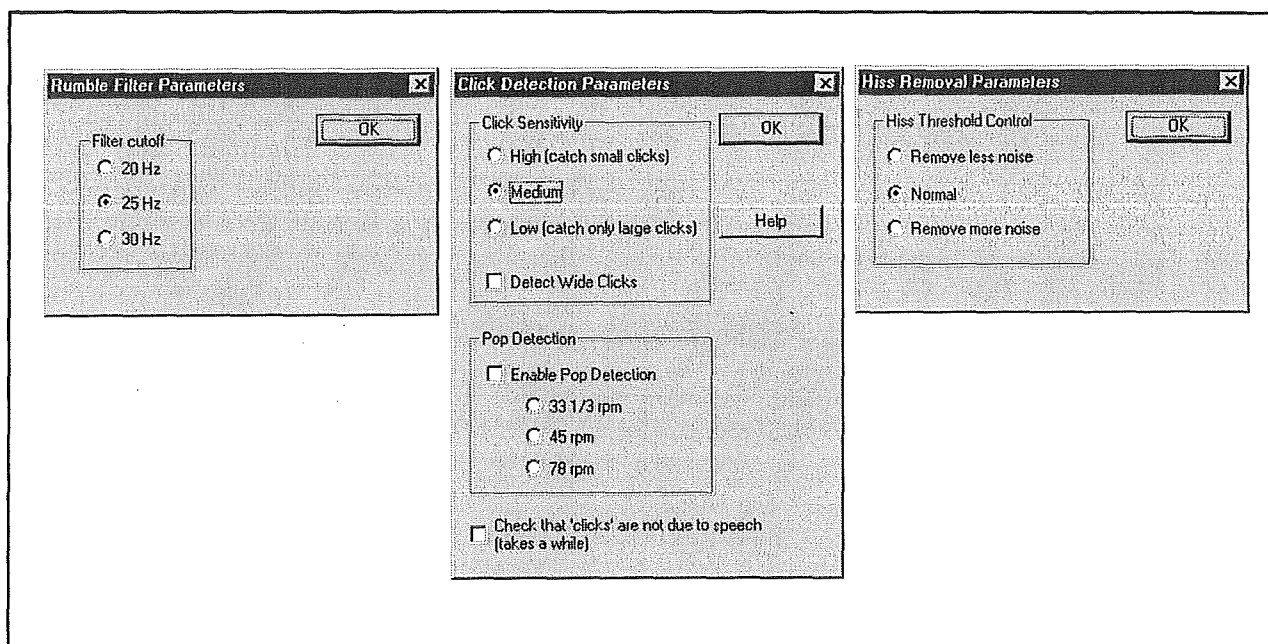 Rumble Filter Parameters
Filter cutoff
OK
20 Hz
25 Hz
30 Hz
Click Detection Parameters
Click Sensitivity
OK
High (catch small clicks)
Medium
Low (catch only large clicks)
Help
Detect Wide Clicks
Pop Detection
Enable Pop Detection
33 1/3 rpm
45 rpm
78 rpm
Check that 'clicks' are not due to speech
(takes a while)
Hiss Removal Parameters
Hiss Threshold Control
OK
Remove less noise
Normal
Remove more noise